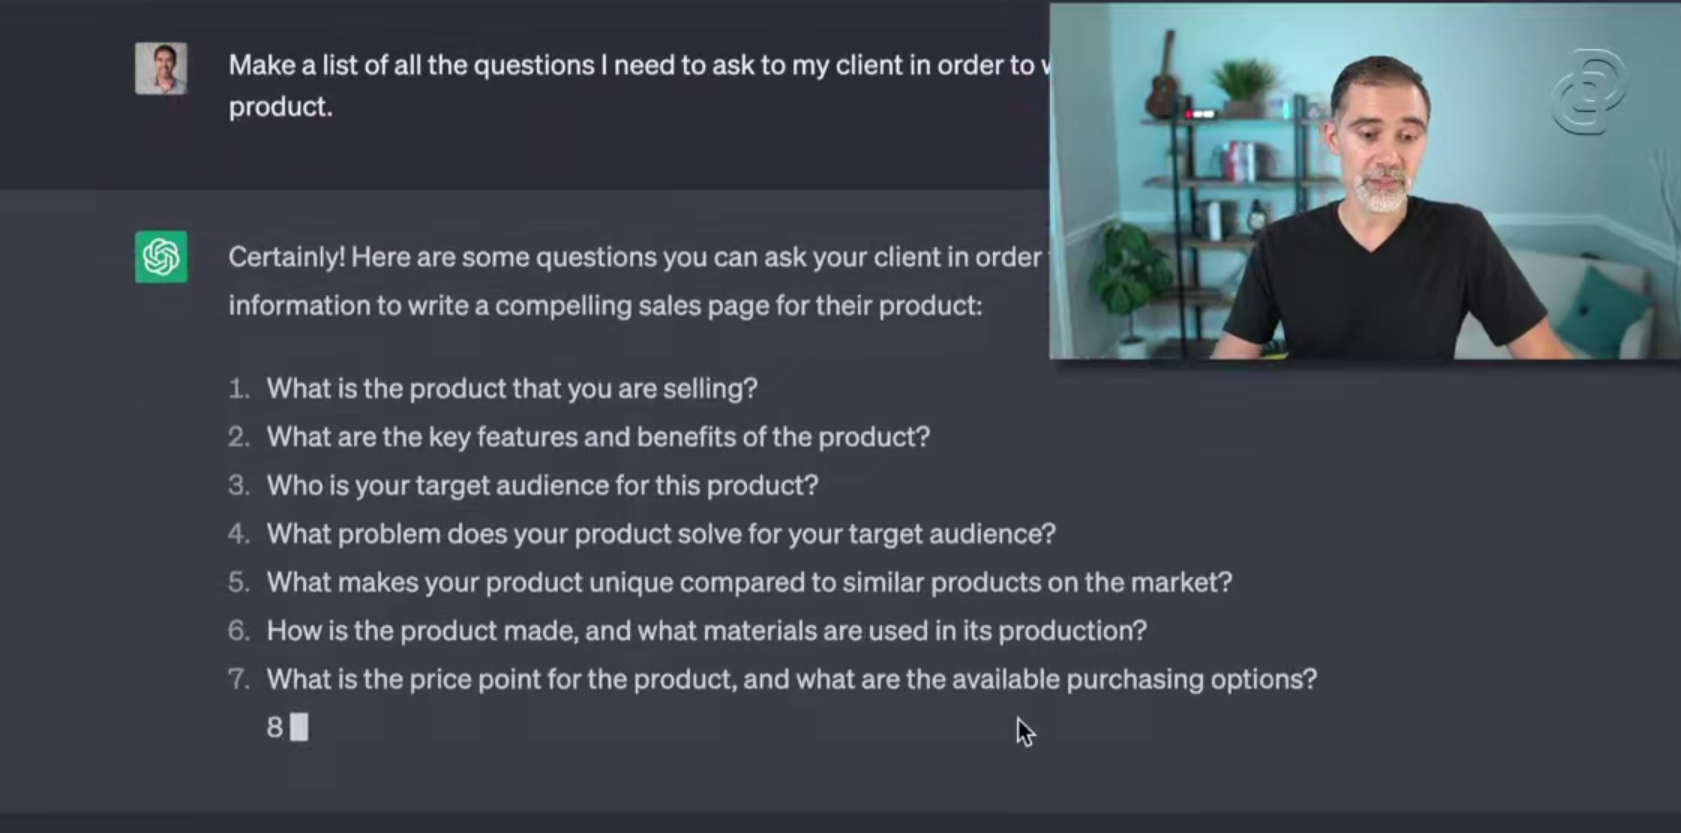 Make a list of all the questions I need to ask to my client in order to
product.
Certainly! Here are some questions you can ask your client in order
information to write a compelling sales page for their product:
1. What is the product that you are selling?
2. What are the key features and benefits of the product?
3. Who is your target audience for this product?
4. What problem does your product solve for your target audience?
5. What makes your product unique compared to similar products on the market?
6. How is the product made, and what materials are used in its production?
7. What is the price point for the product, and what are the available purchasing options?
8